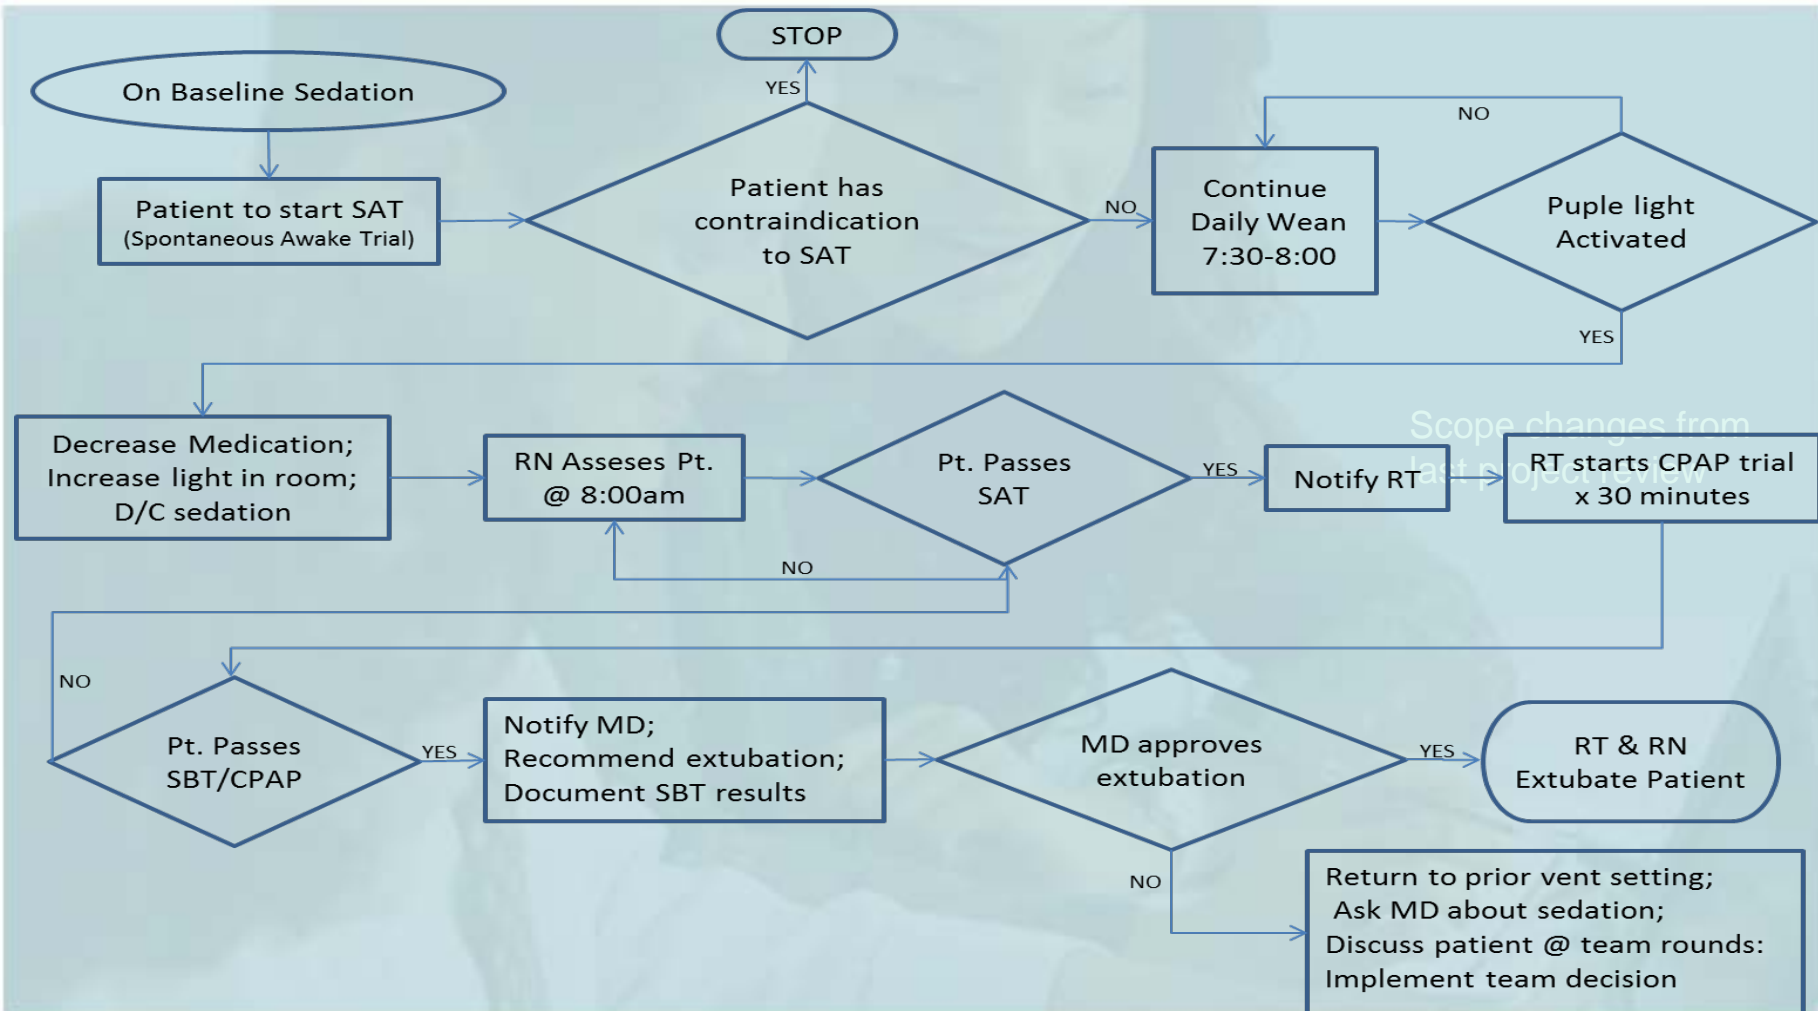 STOP
On Baseline Sedation
YES
NO
Patient to start SAT
(Spontaneous Awake Trial)
Patient has
contraindication
to SAT
NO
Continue
Daily Wean
7:30-8:00
Puple light
Activated
YES
Decrease Medication;
Increase light in room;
D/C sedation
RN Asseses Pt.
@ 8:00am
Pt. Passes
SAT
YES
Notify RT
Scope changes from
last project review
RT starts CPAP trial
x 30 minutes
NO
NO
Pt. Passes
SBT/CPAP
YES
Notify MD;
Recommend extubation;
Document SBT results
MD approves
extubation
YES
RT & RN
Extubate Patient
NO
Return to prior vent setting;
Ask MD about sedation;
Discuss patient @ team rounds:
Implement team decision